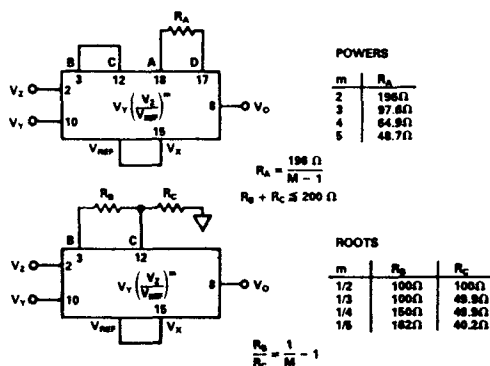 R_A
B C A D
3 12 18 17
V_Z 2
V_Y 10
V_Y (V_Z/V_REF)^m
8 V_O
15
V_REF V_X
POWERS
m R_A
2 196Ω
3 97.6Ω
4 64.9Ω
5 48.7Ω
R_A = 196 Ω / M − 1
R_B + R_C ≤ 200 Ω
R_B R_C
B C
3 12
V_Z 2
V_Y 10
V_Y (V_Z/V_REF)^m
8 V_O
15
V_REF V_X
ROOTS
m R_B R_C
1/2 100Ω 100Ω
1/3 100Ω 49.9Ω
1/4 150Ω 49.9Ω
1/5 162Ω 40.2Ω
R_B/R_C = 1/M − 1